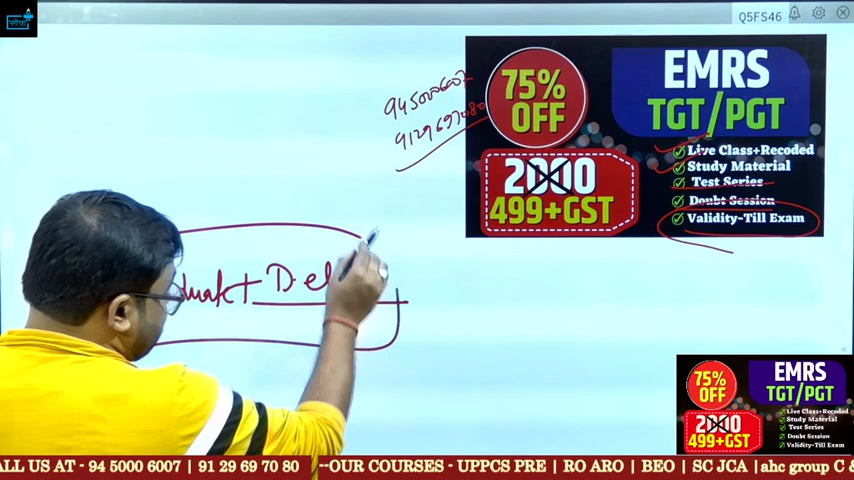 परीक्षा
Q5FS46
9450006007
9129697080
75%
OFF
2000
499+GST
EMRS
TGT/PGT
Live Class+Recoded
Study Material
Test Series
Doubt Session
Validity-Till Exam
75%
OFF
2000
499+GST
EMRS
TGT/PGT
Live Class+Recoded
Study Material
Test Series
Doubt Session
Validity-Till Exam
ALL US AT - 94 5000 6007 | 91 29 69 70 80 --OUR COURSES - UPPCS PRE | RO ARO | BEO | SC JCA |ahc group C &